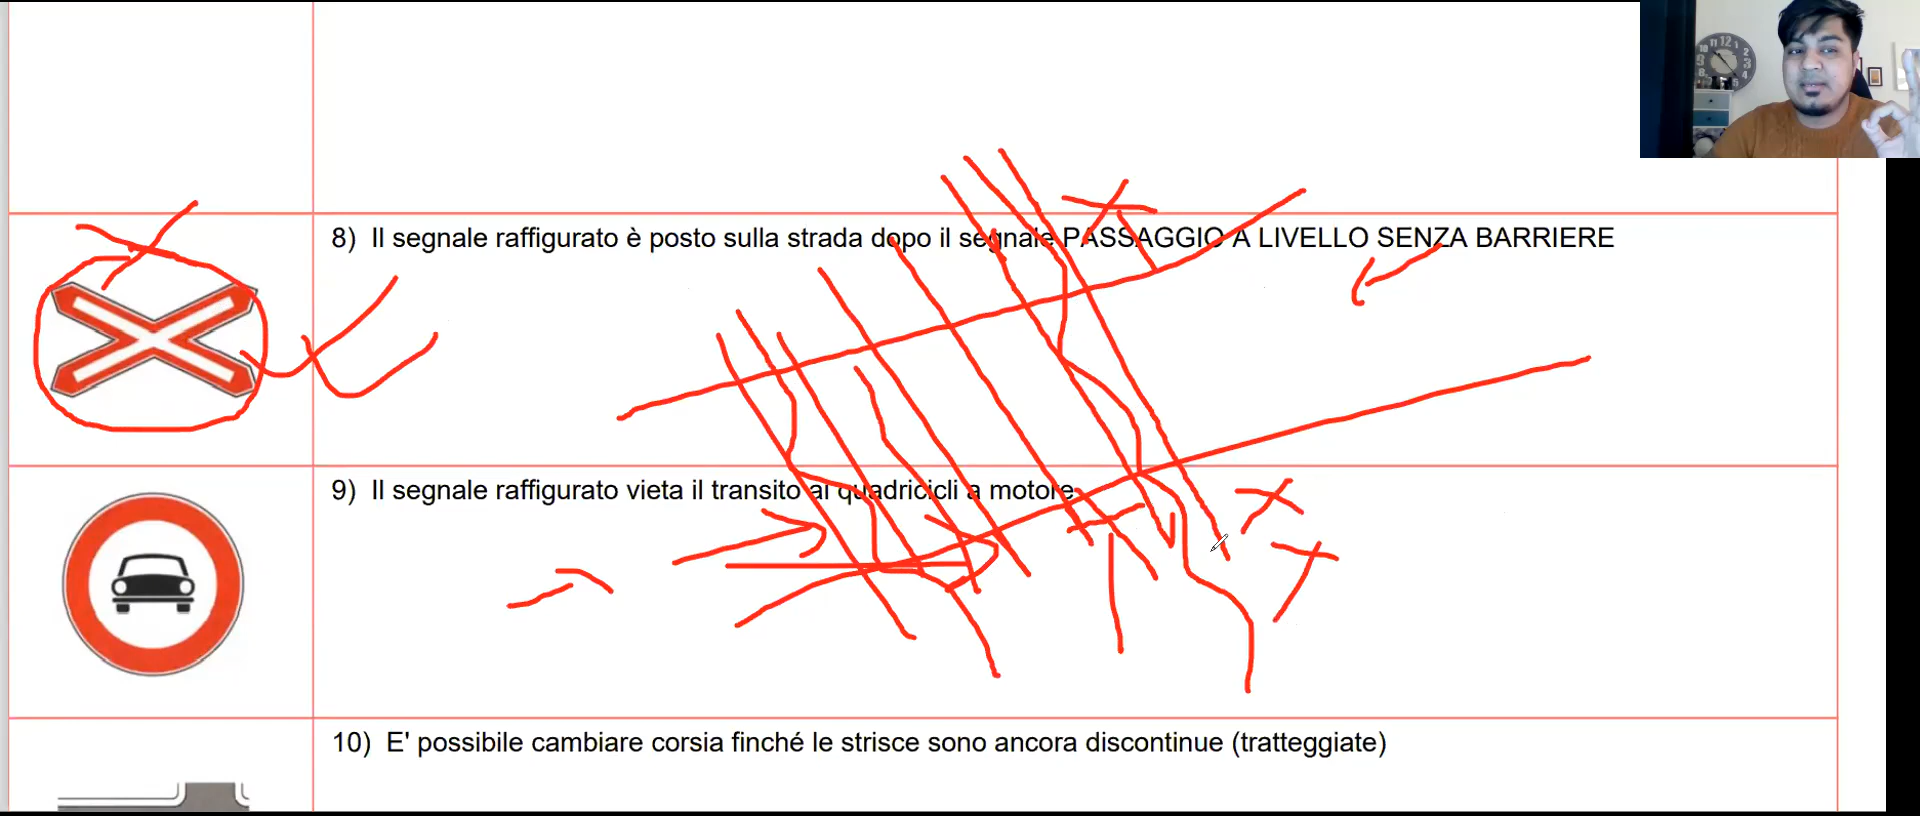 8) Il segnale raffigurato è posto sulla strada dopo il segnale PASSAGGIO A LIVELLO SENZA BARRIERE
9) Il segnale raffigurato vieta il transito ai quadricicli a motore
10) E' possibile cambiare corsia finché le strisce sono ancora discontinue (tratteggiate)